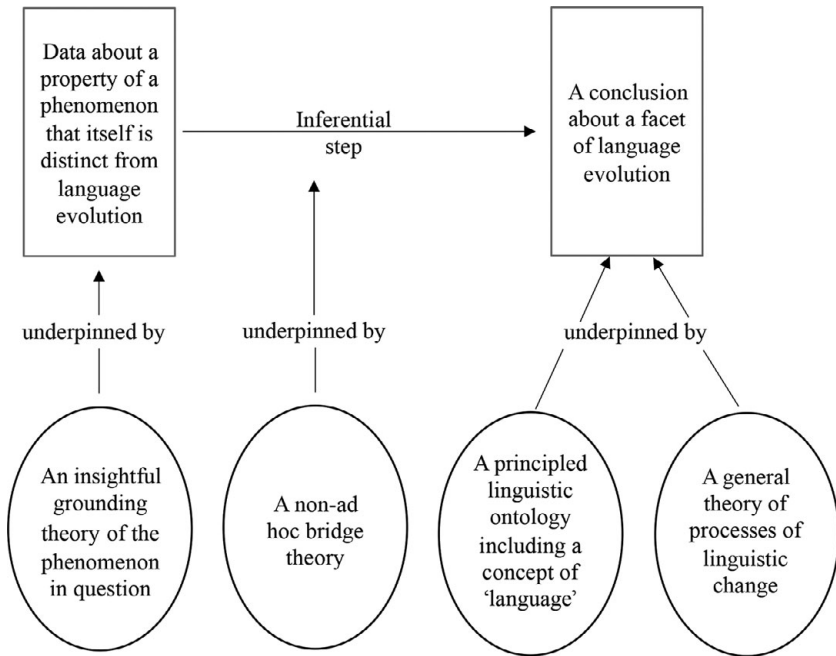 Data about a
property of a
phenomenon
that itself is
distinct from
language
evolution
Inferential
step
A conclusion
about a facet
of language
evolution
underpinned by
underpinned by
underpinned by
An insightful
grounding
theory of the
phenomenon
in question
A non-ad
hoc bridge
theory
A principled
linguistic
ontology
including a
concept of
‘language’
A general
theory of
processes of
linguistic
change